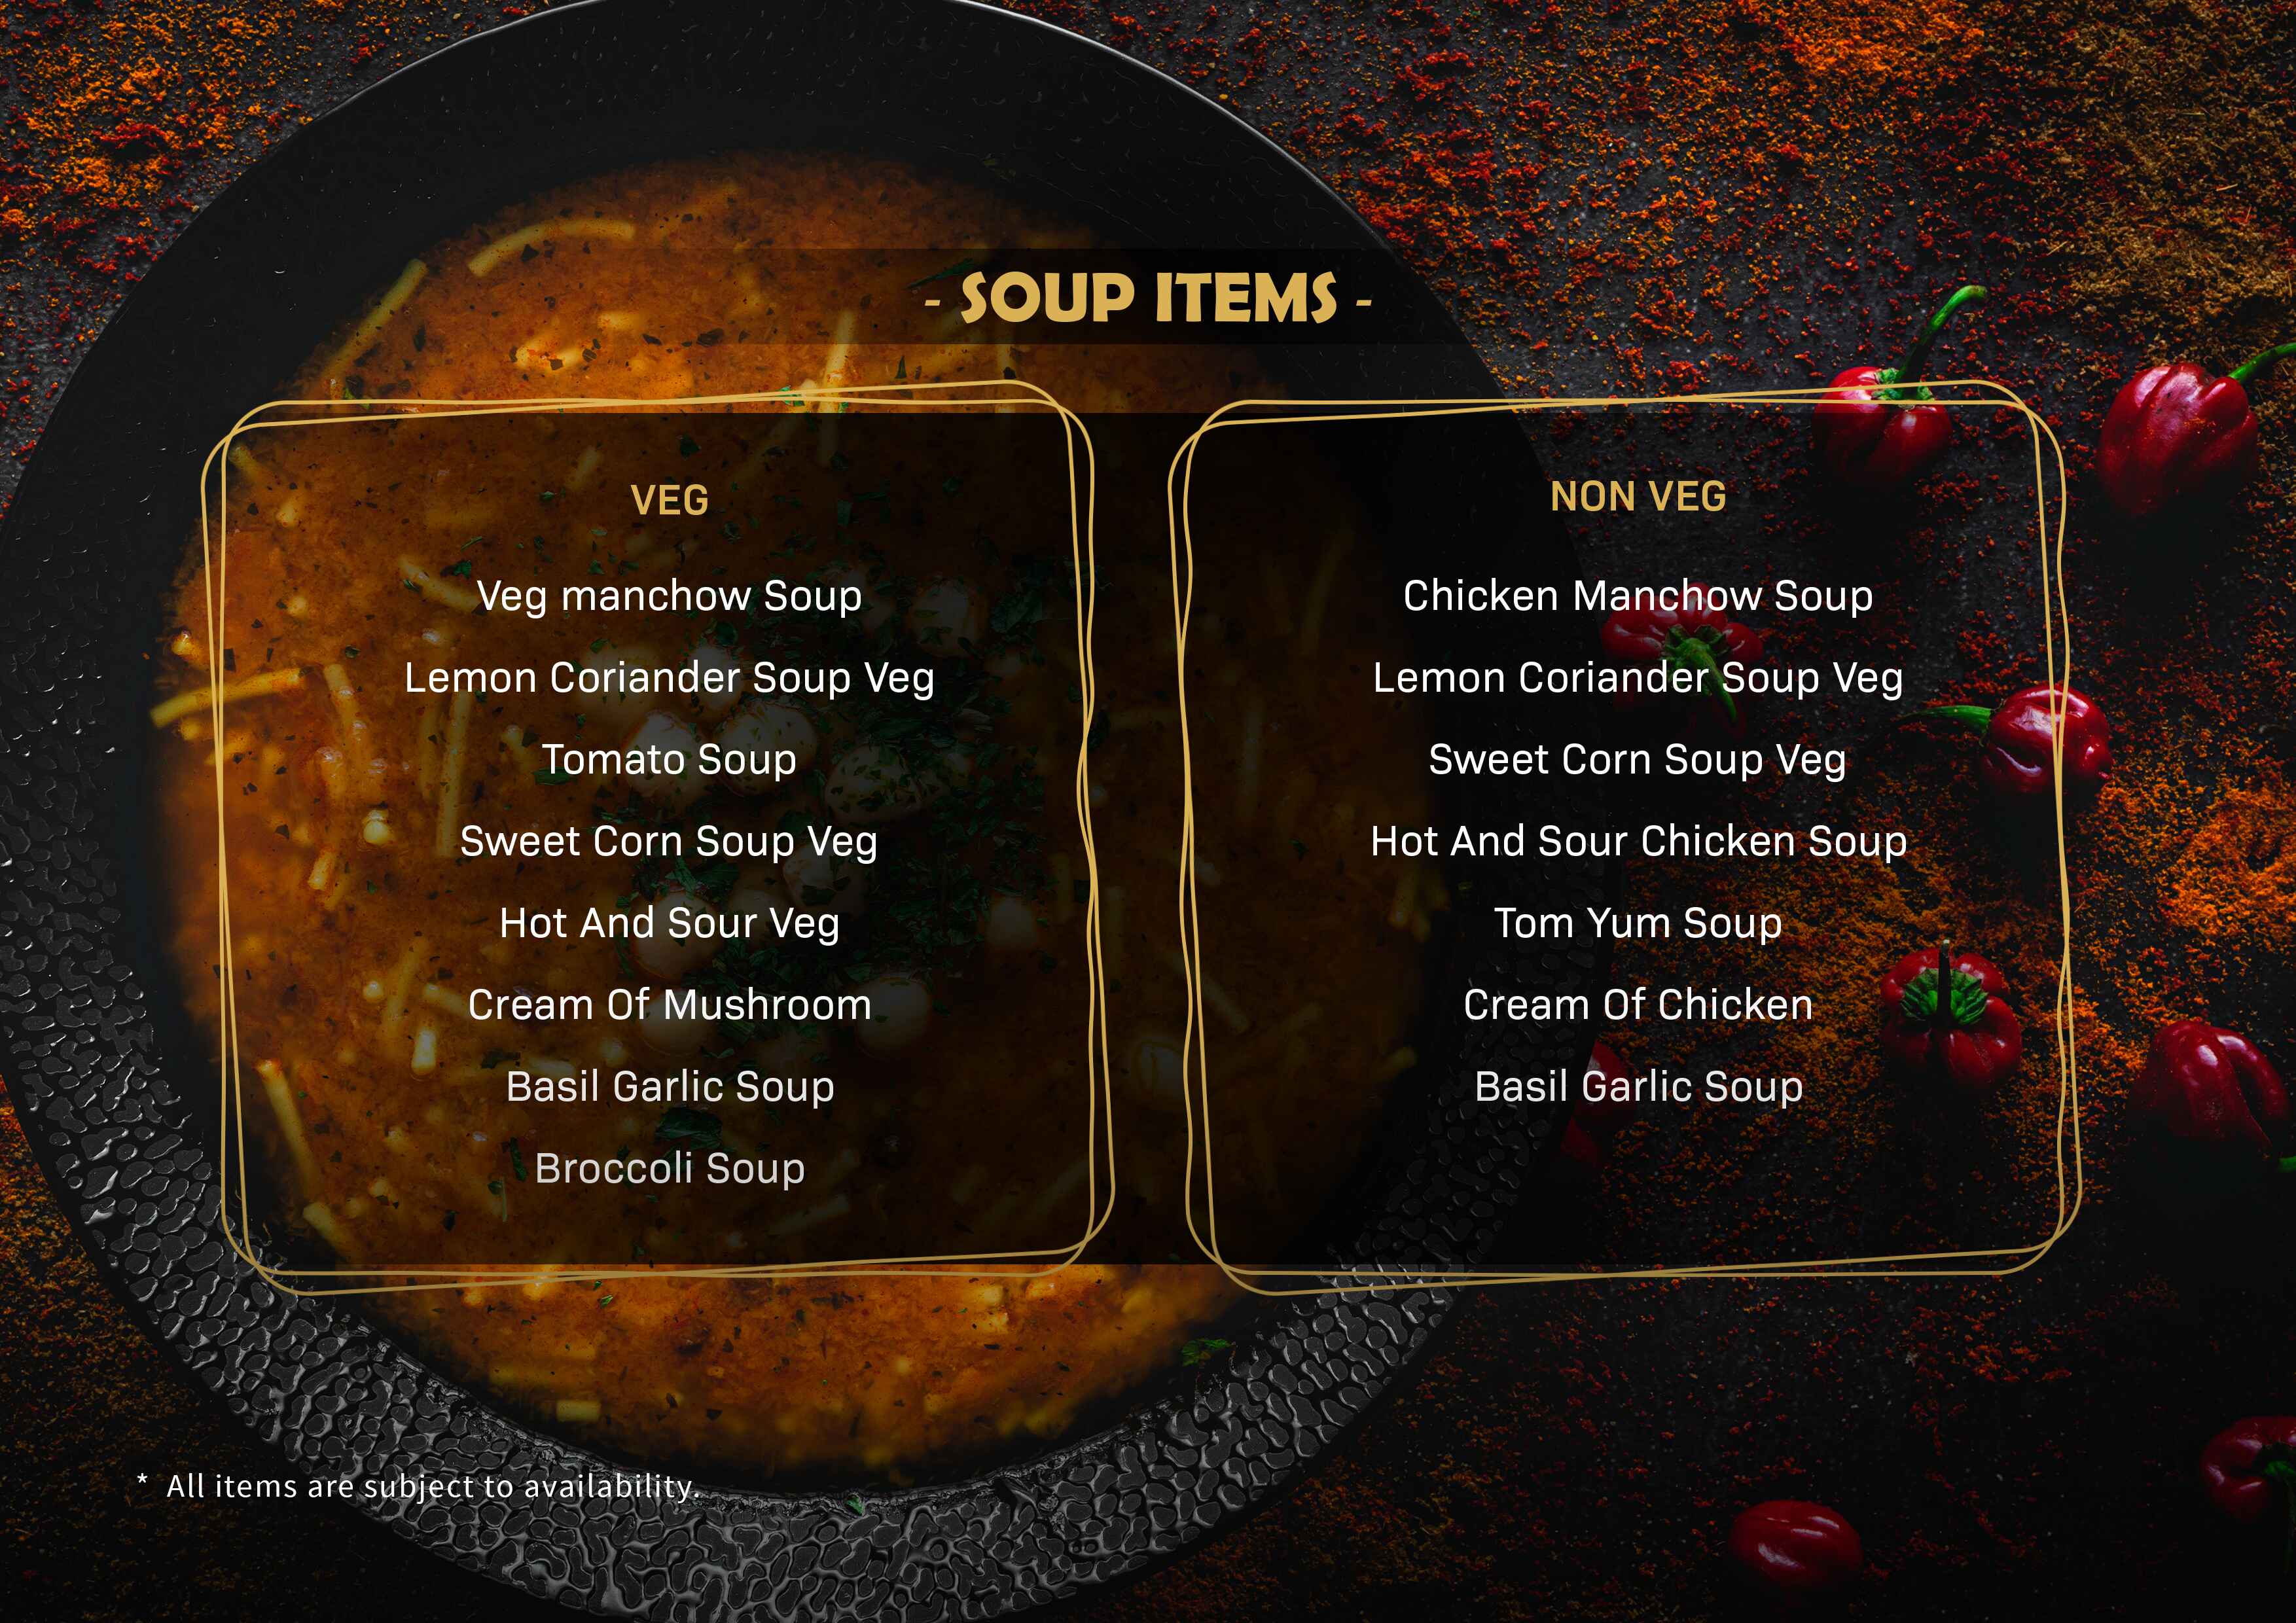 - SOUP ITEMS -
VEG
Veg manchow Soup
Lemon Coriander Soup Veg
Tomato Soup
Sweet Corn Soup Veg
Hot And Sour Veg
Cream Of Mushroom
Basil Garlic Soup
Broccoli Soup
NON VEG
Chicken Manchow Soup
Lemon Coriander Soup Veg
Sweet Corn Soup Veg
Hot And Sour Chicken Soup
Tom Yum Soup
Cream Of Chicken
Basil Garlic Soup
* All items are subject to availability.